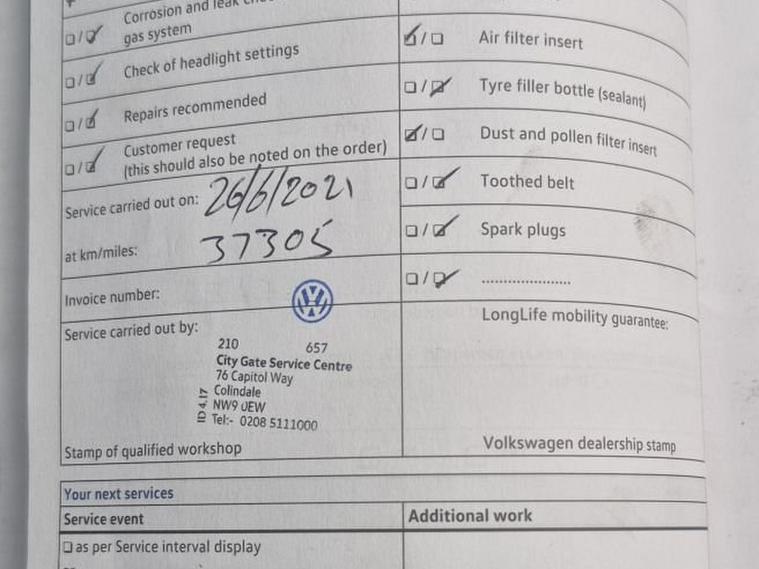 Corrosion and leak
gas system
Check of headlight settings
Repairs recommended
Customer request
(this should also be noted on the order)
Service carried out on: 26/6/2021
at km/miles: 37305
Invoice number:
Service carried out by:
210 657
City Gate Service Centre
76 Capitol Way
Colindale
NW9 0EW
Tel:- 0208 5111000
ID 4.17
Stamp of qualified workshop
Air filter insert
Tyre filler bottle (sealant)
Dust and pollen filter insert
Toothed belt
Spark plugs
.....................
LongLife mobility guarantee:
Volkswagen dealership stamp
Your next services
Service event
Additional work
as per Service interval display